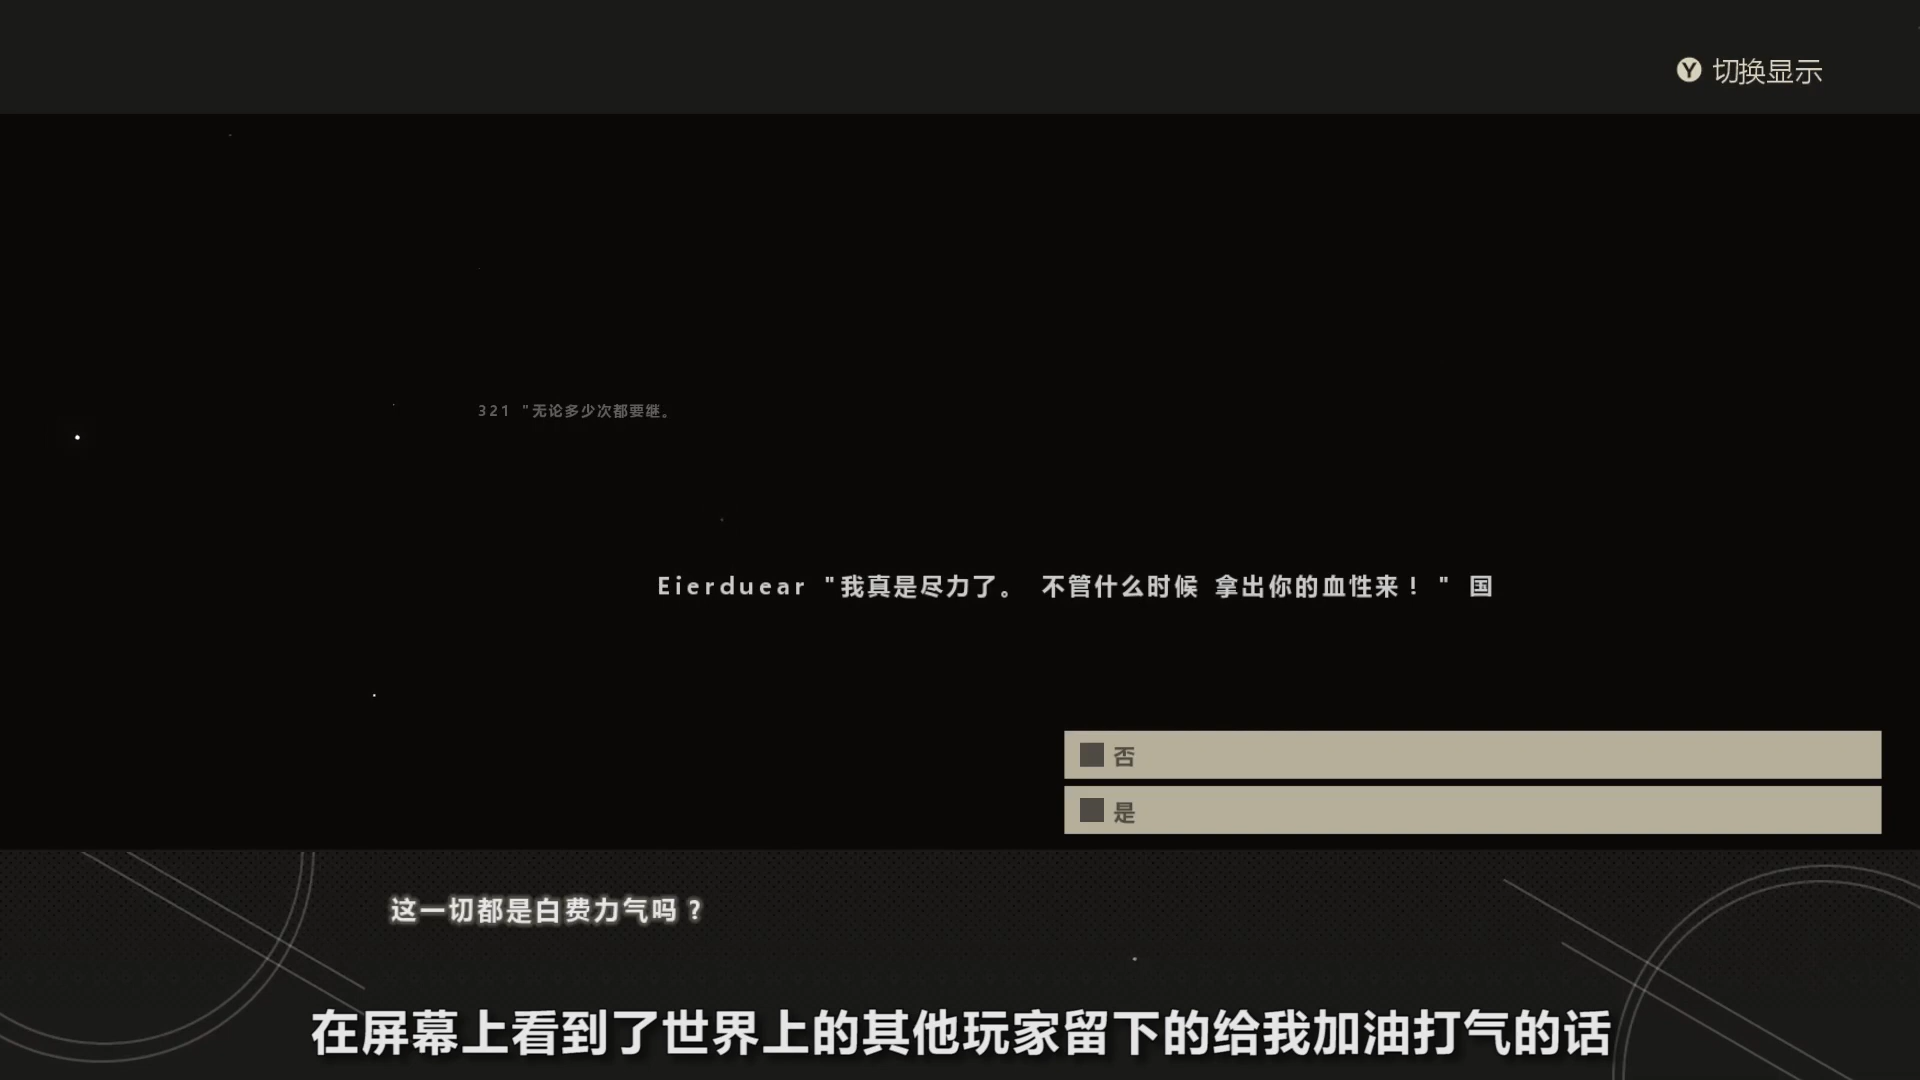 Y 切换显示
321 "无论多少次都要继。
Eierduear "我真是尽力了。 不管什么时候 拿出你的血性来！ " 国
否
是
这一切都是白费力气吗？
在屏幕上看到了世界上的其他玩家留下的给我加油打气的话